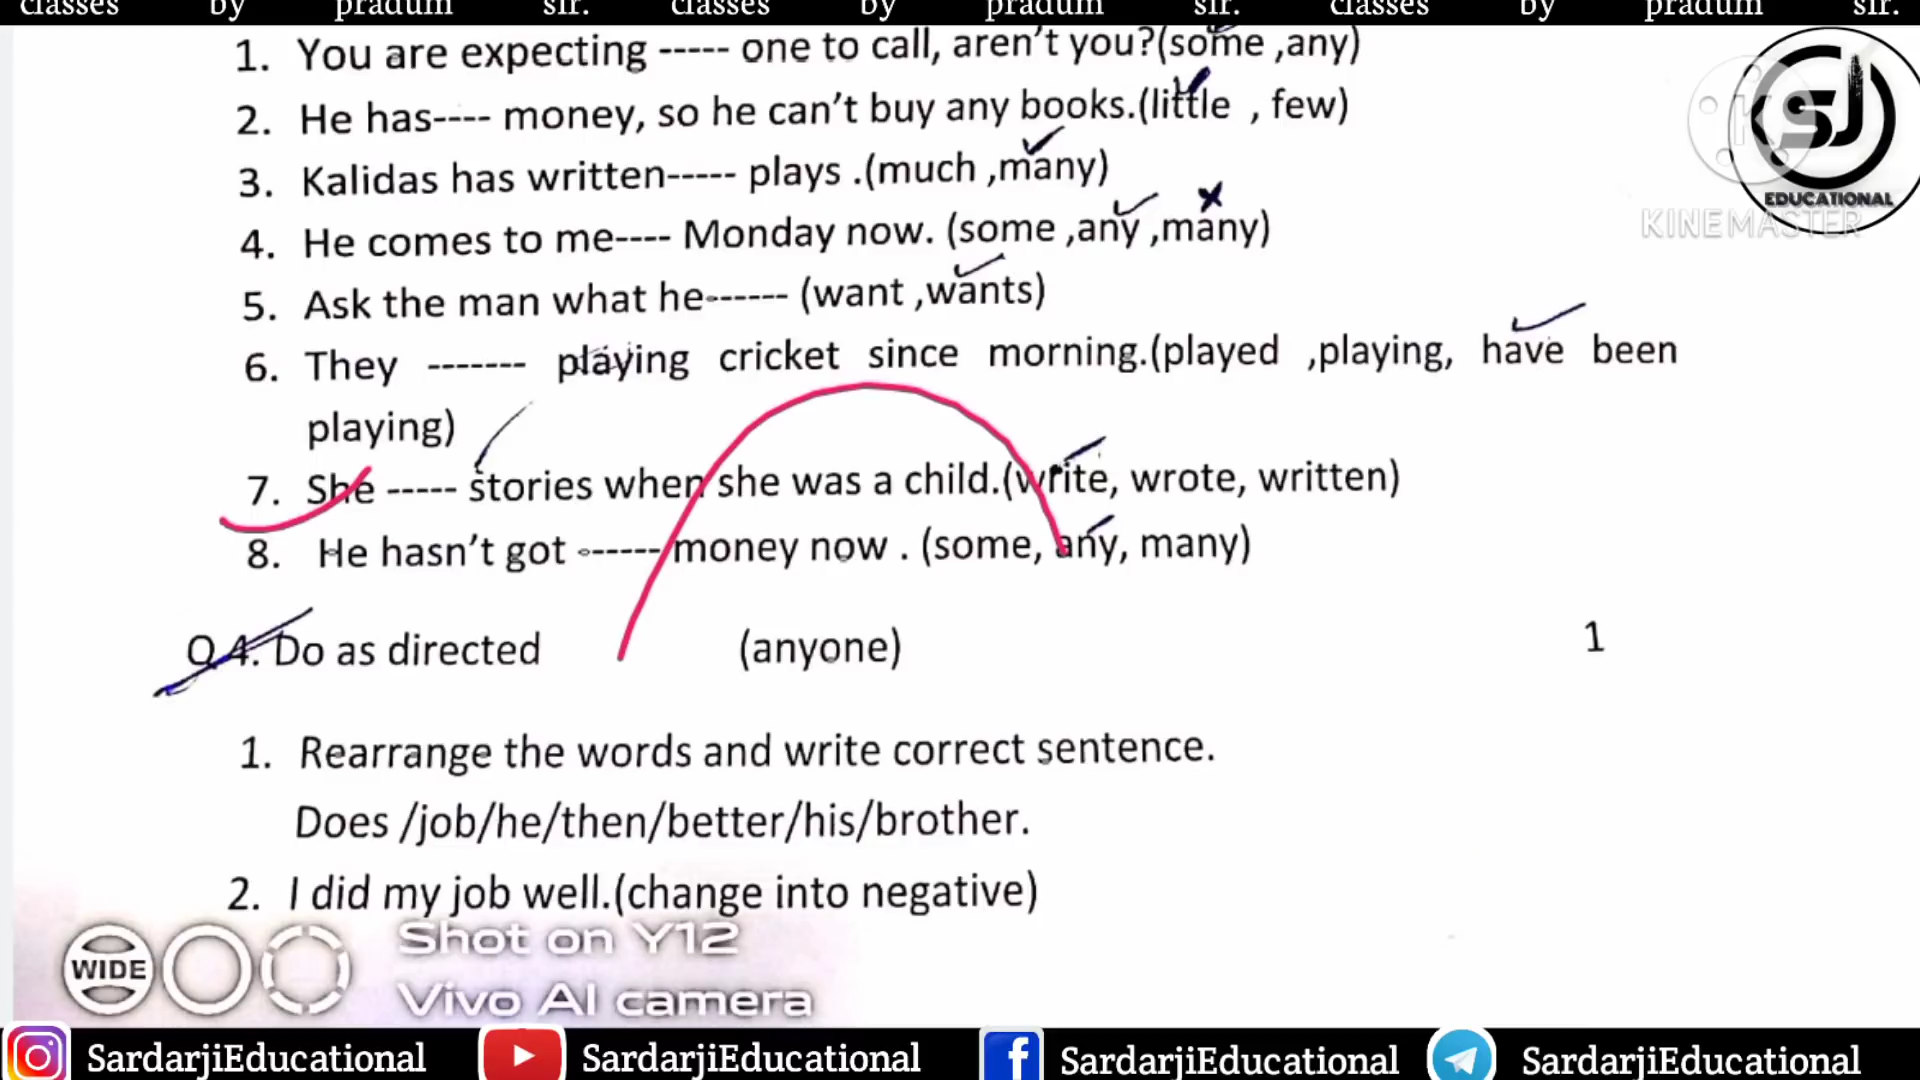 classes by pradum sir. classes by pradum sir. classes by pradum sir.
1. You are expecting ----- one to call, aren't you?(some ,any)
2. He has---- money, so he can't buy any books.(little , few)
3. Kalidas has written----- plays .(much ,many)
4. He comes to me---- Monday now. (some ,any ,many)
5. Ask the man what he------ (want ,wants)
6. They ------- playing cricket since morning.(played ,playing, have been
playing)
7. She ----- stories when she was a child.(write, wrote, written)
8. He hasn't got ------ money now . (some, any, many)
Q.4. Do as directed (anyone) 1
1. Rearrange the words and write correct sentence.
Does /job/he/then/better/his/brother.
2. I did my job well.(change into negative)
SJ
EDUCATIONAL
KINEMASTER
WIDE
Shot on Y12
Vivo AI camera
SardarjiEducational SardarjiEducational SardarjiEducational SardarjiEducational